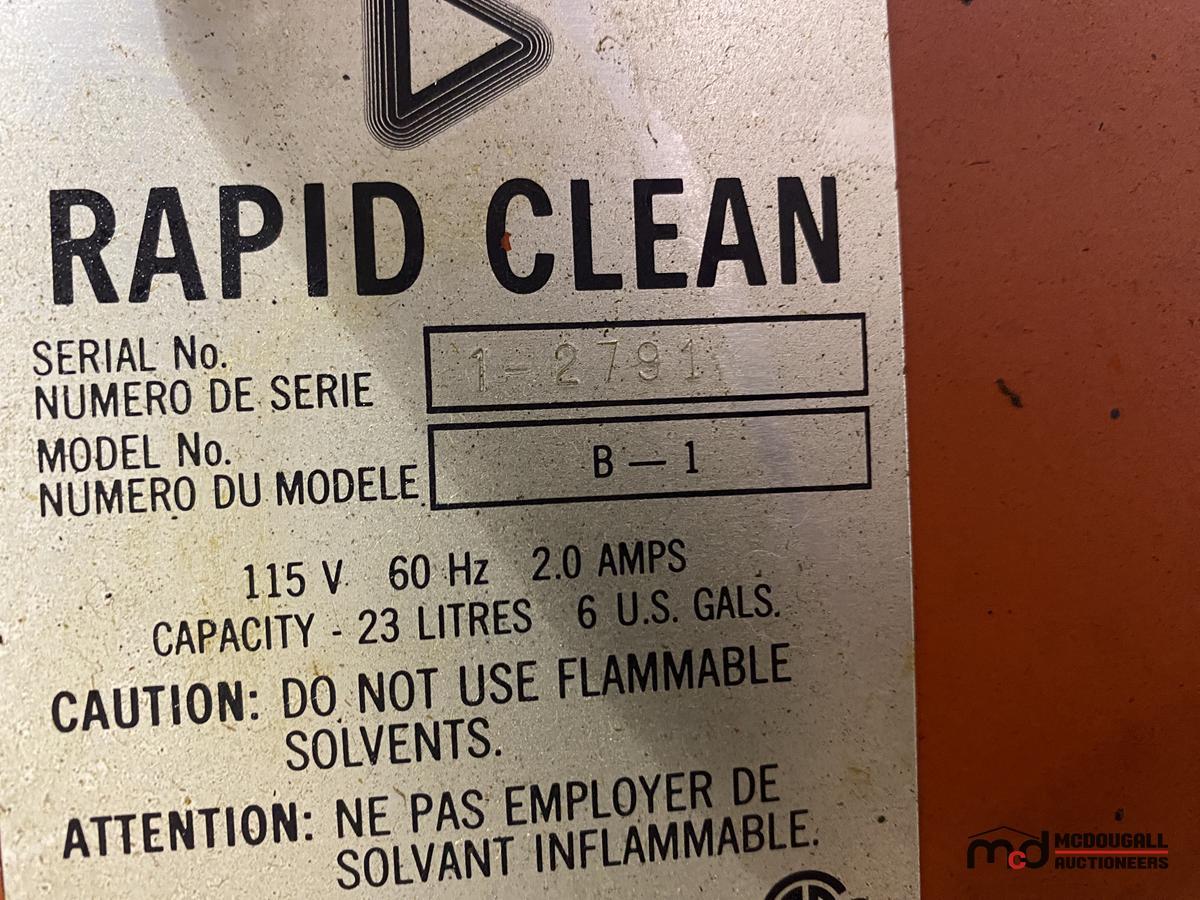 RAPID CLEAN
SERIAL No.
NUMERO DE SERIE
1-2791
MODEL No.
NUMERO DU MODELE
B — 1
115 V 60 Hz 2.0 AMPS
CAPACITY - 23 LITRES 6 U.S. GALS.
CAUTION: DO NOT USE FLAMMABLE
SOLVENTS.
ATTENTION: NE PAS EMPLOYER DE
SOLVANT INFLAMMABLE.
mcd MCDOUGALL
AUCTIONEERS